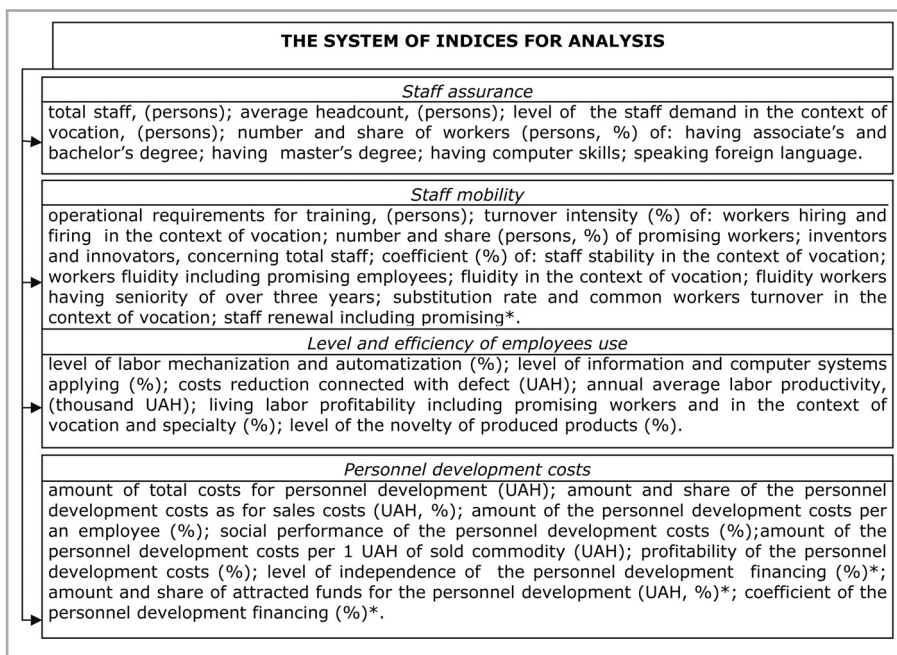 THE SYSTEM OF INDICES FOR ANALYSIS
Staff assurance
total staff, (persons); average headcount, (persons); level of the staff demand in the context of
vocation, (persons); number and share of workers (persons, %) of: having associate's and
bachelor's degree; having master's degree; having computer skills; speaking foreign language.
Staff mobility
operational requirements for training, (persons); turnover intensity (%) of: workers hiring and
firing in the context of vocation; number and share (persons, %) of promising workers; inventors
and innovators, concerning total staff; coefficient (%) of: staff stability in the context of vocation;
workers fluidity including promising employees; fluidity in the context of vocation; fluidity workers
having seniority of over three years; substitution rate and common workers turnover in the
context of vocation; staff renewal including promising*.
Level and efficiency of employees use
level of labor mechanization and automatization (%); level of information and computer systems
applying (%); costs reduction connected with defect (UAH); annual average labor productivity,
(thousand UAH); living labor profitability including promising workers and in the context of
vocation and specialty (%); level of the novelty of produced products (%).
Personnel development costs
amount of total costs for personnel development (UAH); amount and share of the personnel
development costs as for sales costs (UAH, %); amount of the personnel development costs per
an employee (%); social performance of the personnel development costs (%);amount of the
personnel development costs per 1 UAH of sold commodity (UAH); profitability of the personnel
development costs (%); level of independence of the personnel development financing (%)*;
amount and share of attracted funds for the personnel development (UAH, %)*; coefficient of the
personnel development financing (%)*.